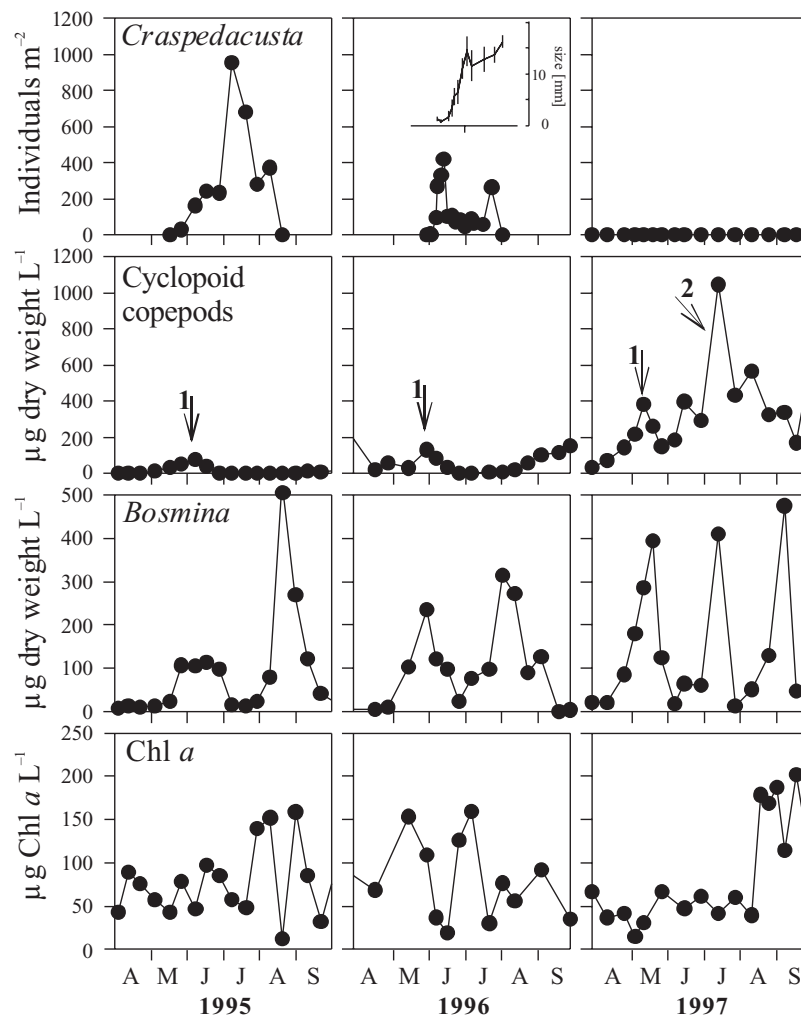 Individuals m⁻²
1200
1000
800
600
400
200
0
Craspedacusta
size [mm]
10
0
µg dry weight L⁻¹
1200
1000
800
600
400
200
0
Cyclopoid
copepods
1
1
1
2
µg dry weight L⁻¹
500
400
300
200
100
0
Bosmina
µg Chl a L⁻¹
250
200
150
100
50
0
Chl a
A M J J A S
A M J J A S
A M J J A S
1995
1996
1997